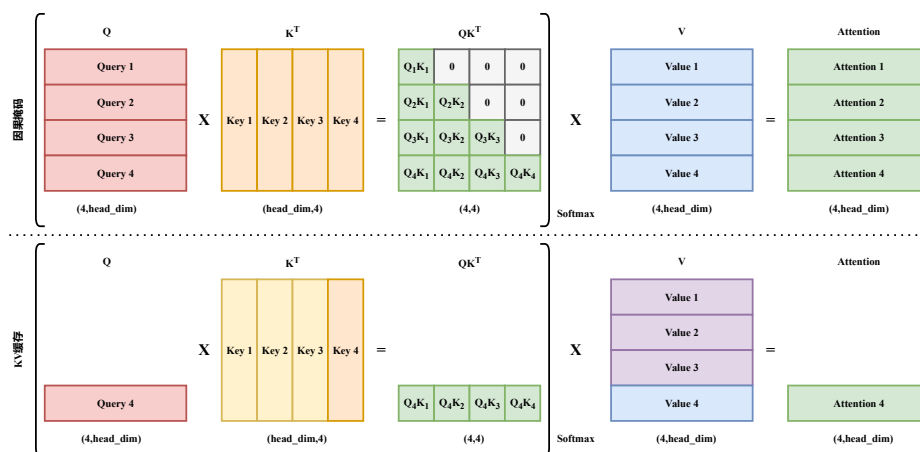 Q
K^T
QK^T
V
Attention
因果掩码
Query 1
Query 2
Query 3
Query 4
X
Key 1 Key 2 Key 3 Key 4
=
Q₁K₁ 0 0 0
Q₂K₁ Q₂K₂ 0 0
Q₃K₁ Q₃K₂ Q₃K₃ 0
Q₄K₁ Q₄K₂ Q₄K₃ Q₄K₄
X
Value 1
Value 2
Value 3
Value 4
=
Attention 1
Attention 2
Attention 3
Attention 4
(4,head_dim)
(head_dim,4)
(4,4)
Softmax
(4,head_dim)
(4,head_dim)
Q
K^T
QK^T
V
Attention
KV缓存
Query 4
X
Key 1 Key 2 Key 3 Key 4
=
Q₄K₁ Q₄K₂ Q₄K₃ Q₄K₄
X
Value 1
Value 2
Value 3
Value 4
=
Attention 4
(4,head_dim)
(head_dim,4)
(4,4)
Softmax
(4,head_dim)
(4,head_dim)